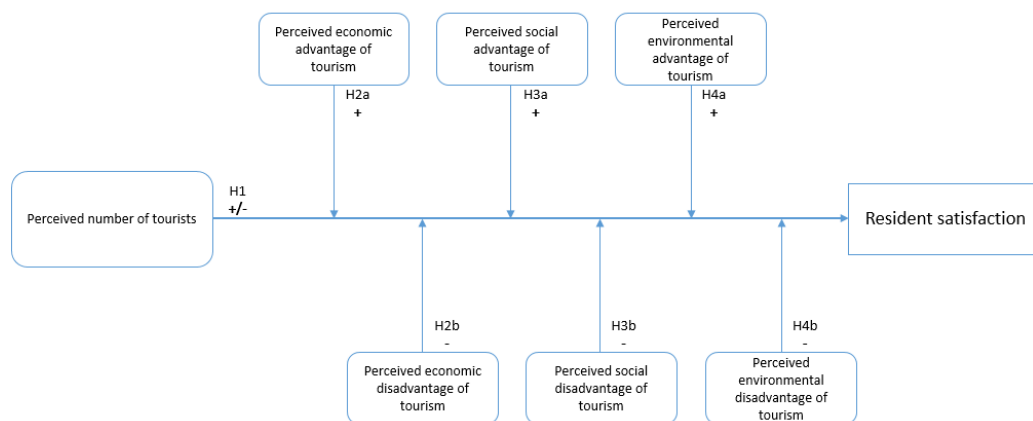 Perceived economic
advantage of
tourism
Perceived social
advantage of
tourism
Perceived
environmental
advantage of
tourism
H2a
+
H3a
+
H4a
+
H1
+/-
Perceived number of tourists
Resident satisfaction
H2b
-
H3b
-
H4b
-
Perceived economic
disadvantage of
tourism
Perceived social
disadvantage of
tourism
Perceived
environmental
disadvantage of
tourism